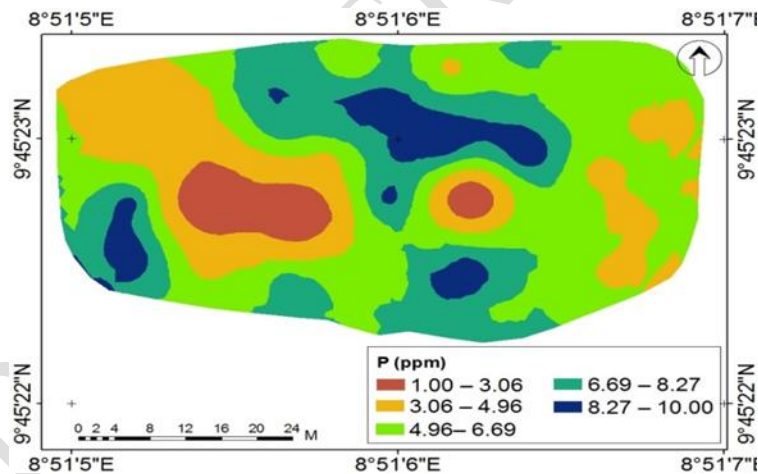 8°51'5"E 8°51'6"E 8°51'7"E
9°45'23"N 9°45'23"N
P (ppm)
1.00 – 3.06 6.69 – 8.27
3.06 – 4.96 8.27 – 10.00
4.96– 6.69
9°45'22"N 9°45'22"N
0 2 4 8 12 16 20 24 M
8°51'5"E 8°51'6"E 8°51'7"E